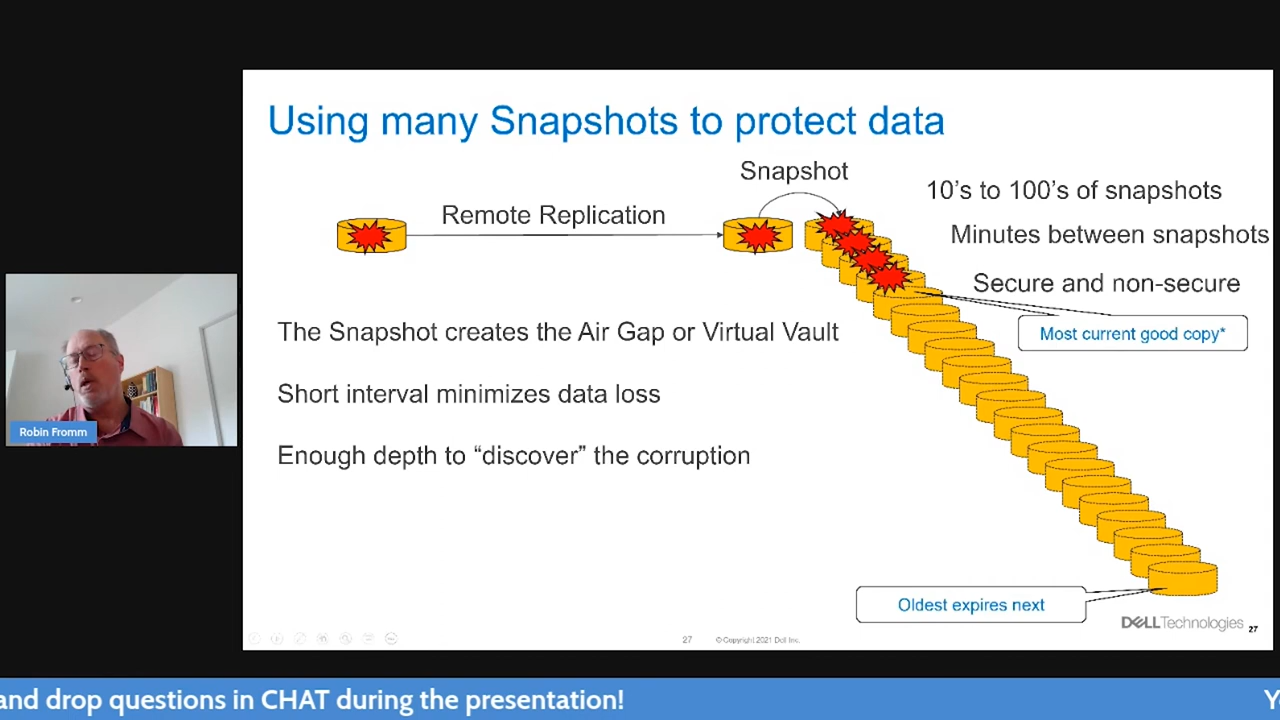 Using many Snapshots to protect data
Snapshot
10's to 100's of snapshots
Remote Replication
Minutes between snapshots
Secure and non-secure
The Snapshot creates the Air Gap or Virtual Vault
Most current good copy*
Short interval minimizes data loss
Robin Fromm
Enough depth to “discover” the corruption
Oldest expires next
DELLTechnologies
27
27
© Copyright 2021 Dell Inc.
and drop questions in CHAT during the presentation!